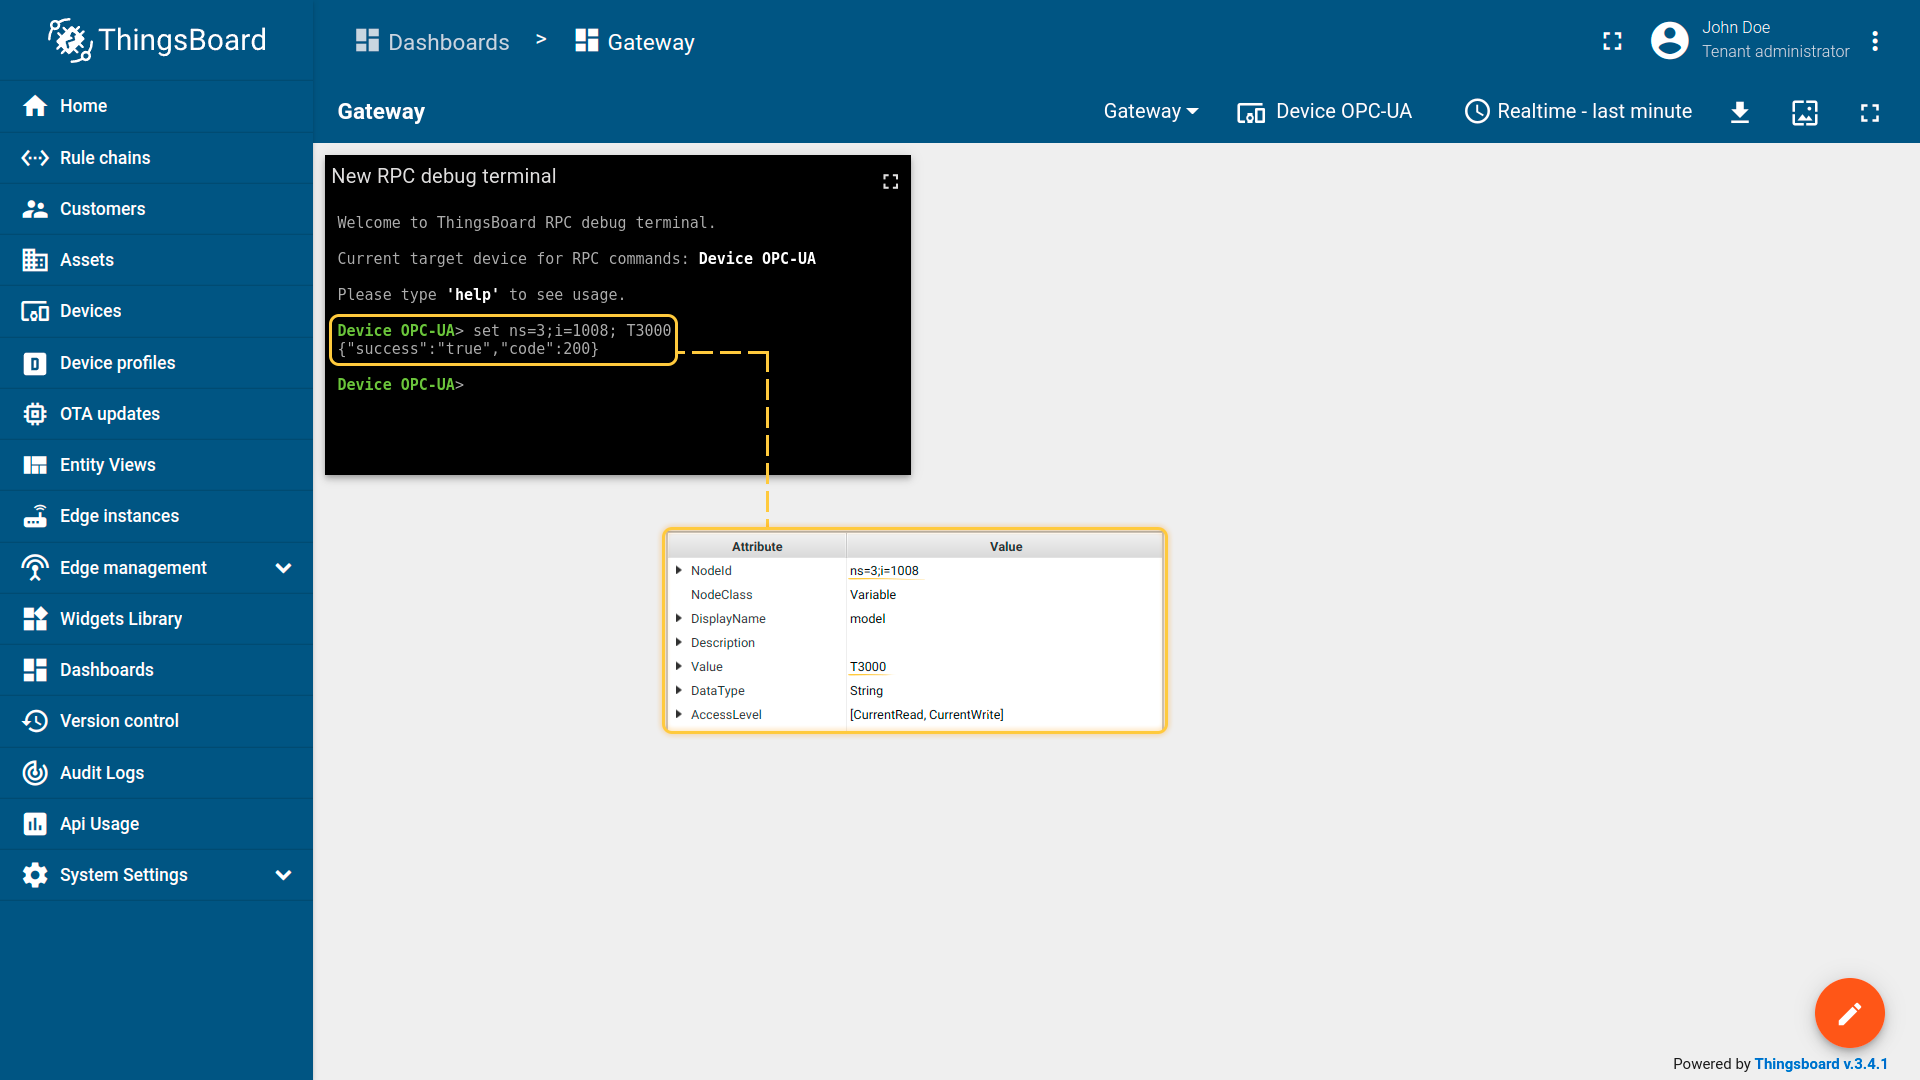 ThingsBoard
Home
Rule chains
Customers
Assets
Devices
Device profiles
OTA updates
Entity Views
Edge instances
Edge management
Widgets Library
Dashboards
Version control
Audit Logs
Api Usage
System Settings
Dashboards > Gateway
John Doe
Tenant administrator
Gateway
Gateway
Device OPC-UA
Realtime - last minute
New RPC debug terminal
Welcome to ThingsBoard RPC debug terminal.
Current target device for RPC commands: Device OPC-UA
Please type 'help' to see usage.
Device OPC-UA> set ns=3;i=1008; T3000
{"success":"true","code":200}
Device OPC-UA>
Attribute Value
NodeId ns=3;i=1008
NodeClass Variable
DisplayName model
Description
Value T3000
DataType String
AccessLevel [CurrentRead, CurrentWrite]
Powered by Thingsboard v.3.4.1